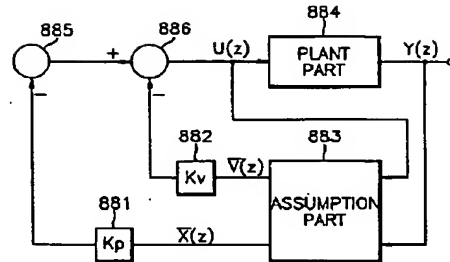 884
885
886
+
U(z)
PLANT
PART
Y(z)
−
−
882
883
Kv
V̄(z)
ASSUMPTION
PART
881
Kp
X̄(z)